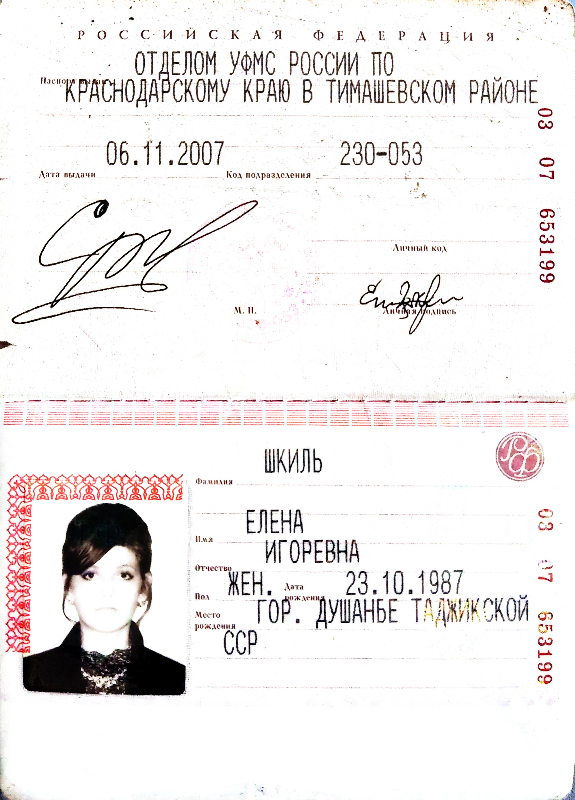 РОССИЙСКАЯ ФЕДЕРАЦИЯ
Паспорт выдан
ОТДЕЛОМ УФМС РОССИИ ПО
КРАСНОДАРСКОМУ КРАЮ В ТИМАШЕВСКОМ РАЙОНЕ
06.11.2007 230-053
Дата выдачи Код подразделения
Личный код
М. П.
Личная подпись
03 07 653199
ШКИЛЬ
Фамилия
ЕЛЕНА
Имя
ИГОРЕВНА
Отчество
Пол ЖЕН. Дата рождения 23.10.1987
Место рождения ГОР. ДУШАНБЕ ТАДЖИКСКОЙ
ССР
03 07 653199